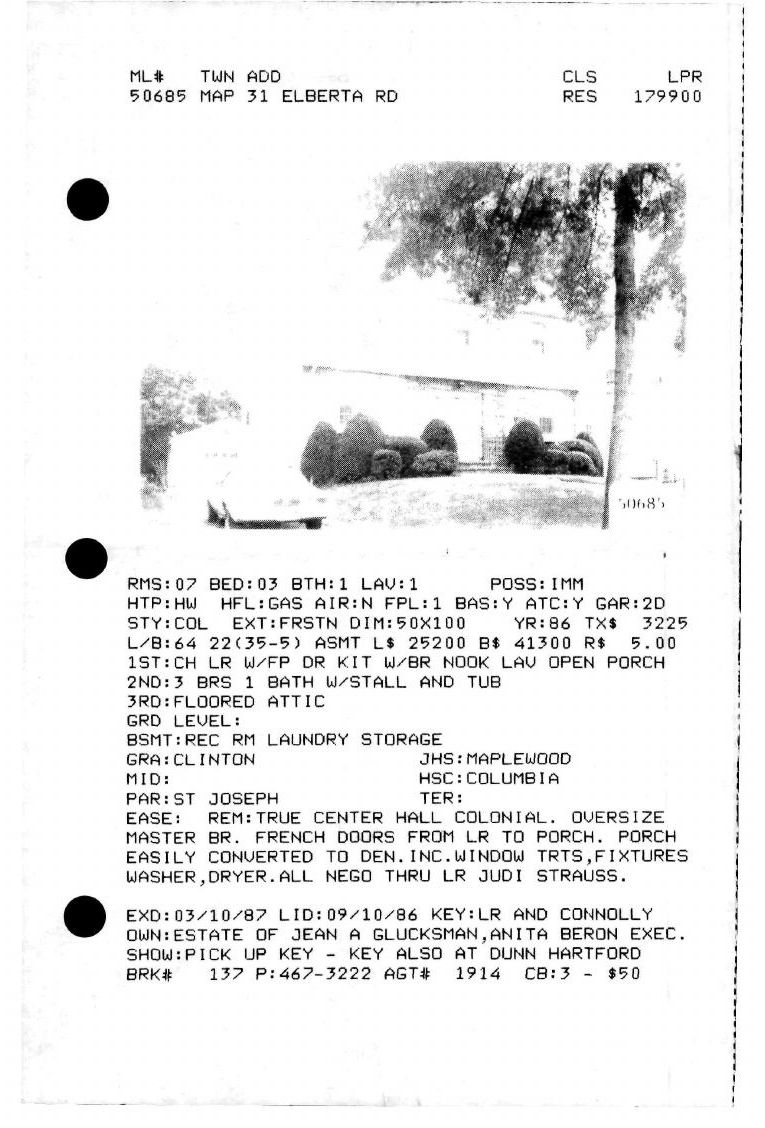 ML# TWN ADD CLS LPR
50685 MAP 31 ELBERTA RD RES 179900
50685
RMS:07 BED:03 BTH:1 LAV:1 POSS:IMM
HTP:HW HFL:GAS AIR:N FPL:1 BAS:Y ATC:Y GAR:2D
STY:COL EXT:FRSTN DIM:50X100 YR:86 TX$ 3225
L/B:64 22(35-5) ASMT L$ 25200 B$ 41300 R$ 5.00
1ST:CH LR W/FP DR KIT W/BR NOOK LAV OPEN PORCH
2ND:3 BRS 1 BATH W/STALL AND TUB
3RD:FLOORED ATTIC
GRD LEVEL:
BSMT:REC RM LAUNDRY STORAGE
GRA:CLINTON JHS:MAPLEWOOD
MID: HSC:COLUMBIA
PAR:ST JOSEPH TER:
EASE: REM:TRUE CENTER HALL COLONIAL. OVERSIZE
MASTER BR. FRENCH DOORS FROM LR TO PORCH. PORCH
EASILY CONVERTED TO DEN.INC.WINDOW TRTS,FIXTURES
WASHER,DRYER.ALL NEGO THRU LR JUDI STRAUSS.
EXD:03/10/87 LID:09/10/86 KEY:LR AND CONNOLLY
OWN:ESTATE OF JEAN A GLUCKSMAN,ANITA BERON EXEC.
SHOW:PICK UP KEY - KEY ALSO AT DUNN HARTFORD
BRK# 137 P:467-3222 AGT# 1914 CB:3 - $50